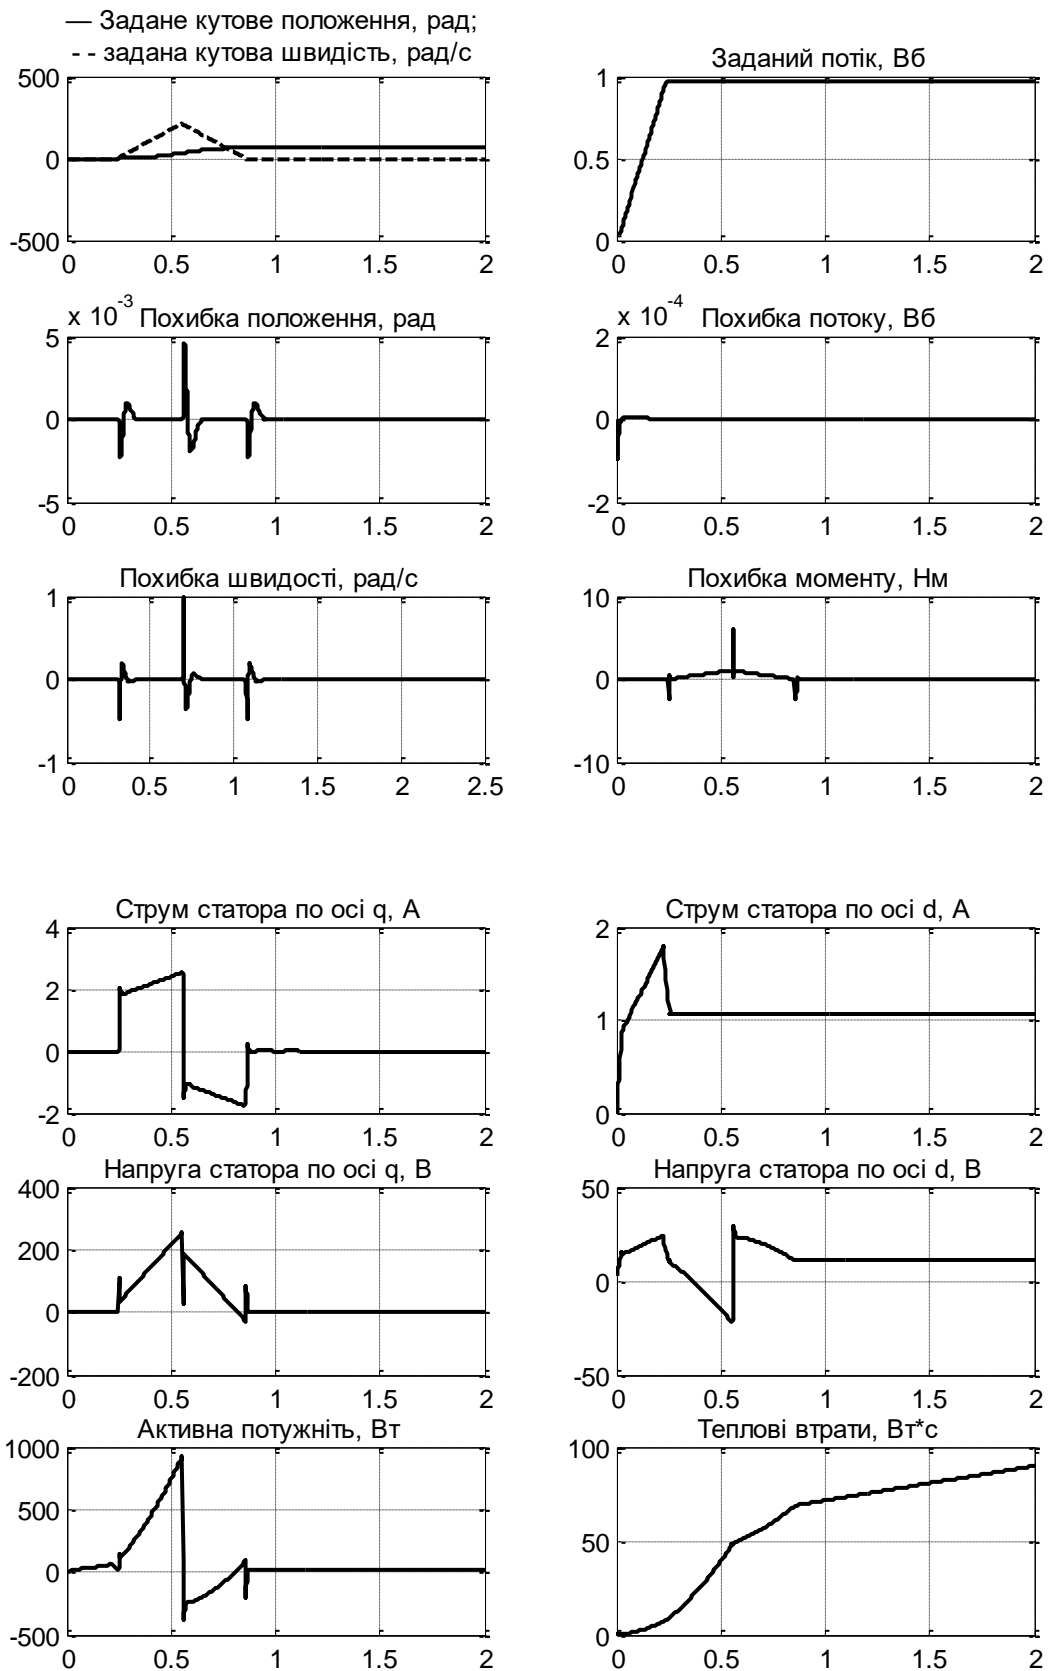 — Задане кутове положення, рад;
- - задана кутова швидість, рад/с
500
0
-500
0 0.5 1 1.5 2
Заданий потік, Вб
1
0.5
0
0 0.5 1 1.5 2
x 10^-3 Похибка положення, рад
5
0
-5
0 0.5 1 1.5 2
x 10^-4 Похибка потоку, Вб
2
0
-2
0 0.5 1 1.5 2
Похибка швидості, рад/с
1
0
-1
0 0.5 1 1.5 2 2.5
Похибка моменту, Нм
10
0
-10
0 0.5 1 1.5 2
Струм статора по осі q, А
4
2
0
-2
0 0.5 1 1.5 2
Струм статора по осі d, А
2
1
0
0 0.5 1 1.5 2
Напруга статора по осі q, В
400
200
0
-200
0 0.5 1 1.5 2
Напруга статора по осі d, В
50
0
-50
0 0.5 1 1.5 2
Активна потужніть, Вт
1000
500
0
-500
0 0.5 1 1.5 2
Теплові втрати, Вт*с
100
50
0
0 0.5 1 1.5 2